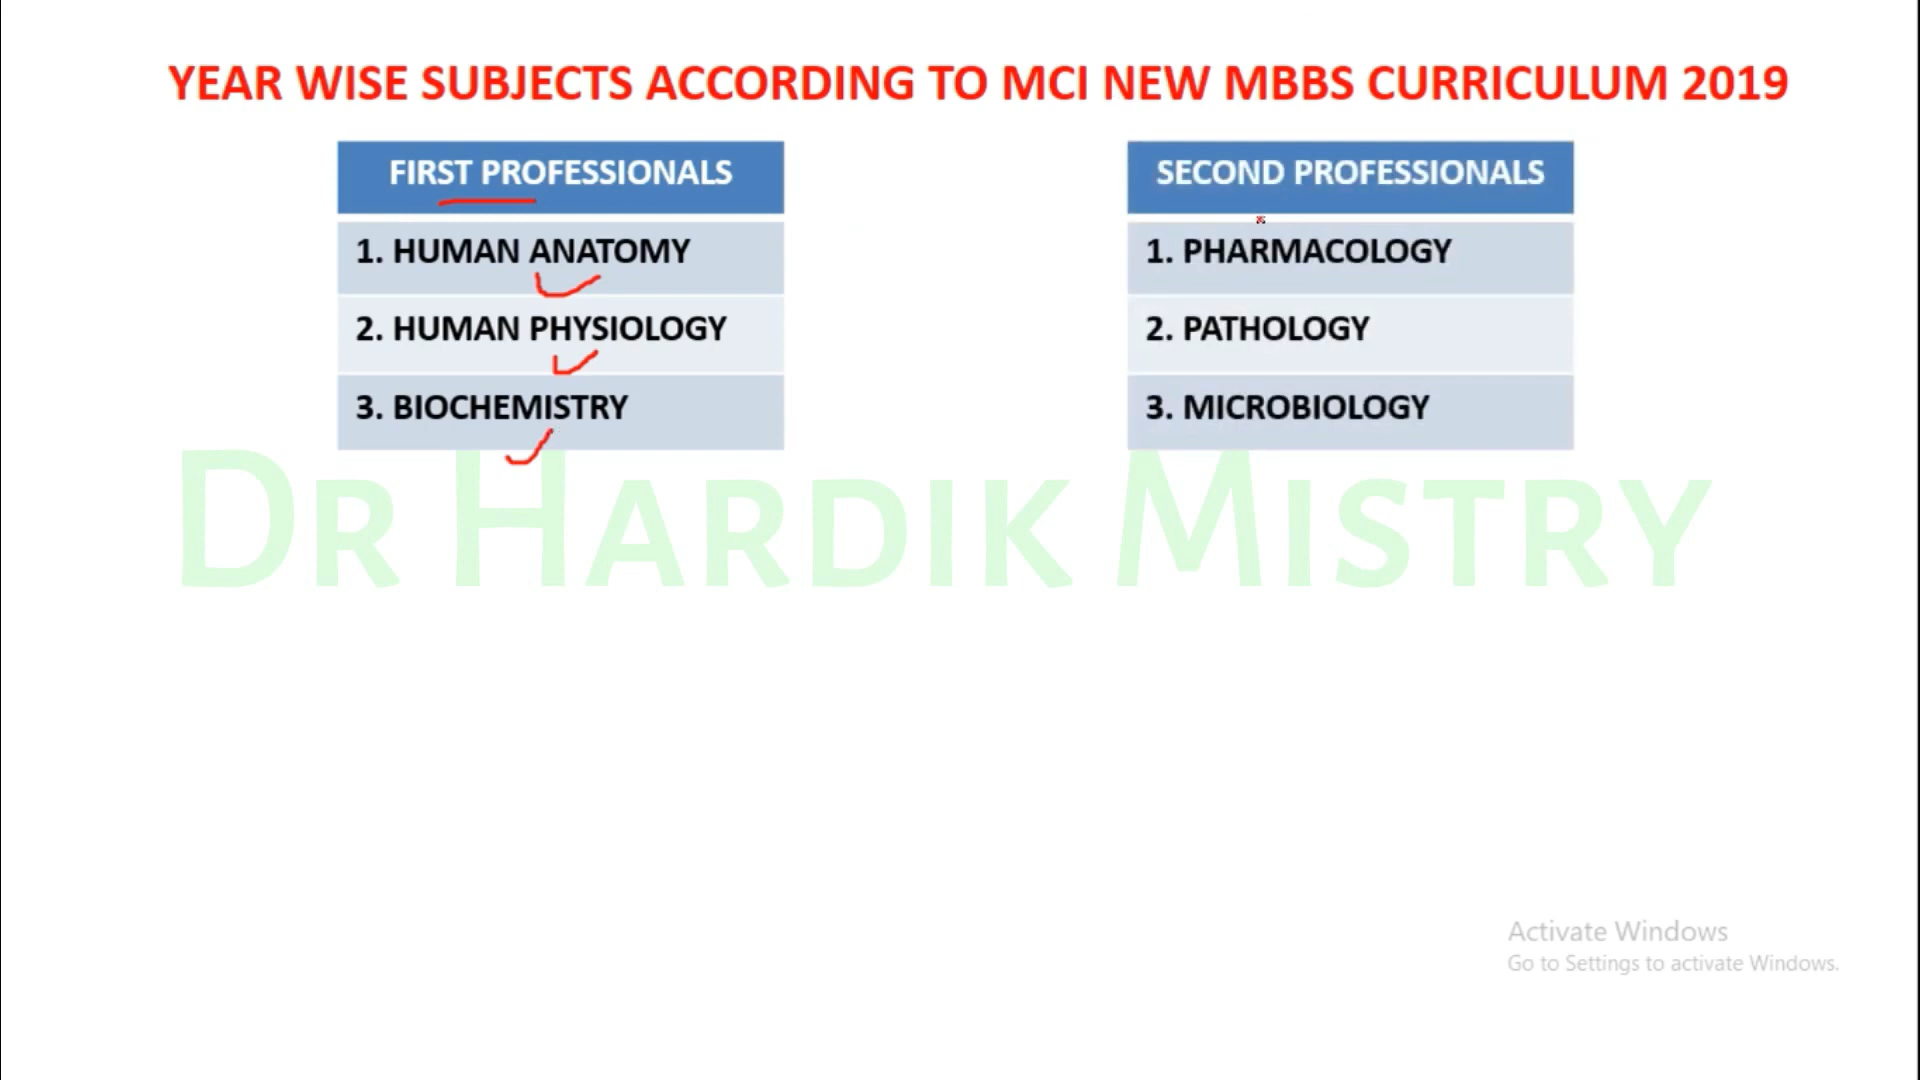 YEAR WISE SUBJECTS ACCORDING TO MCI NEW MBBS CURRICULUM 2019
FIRST PROFESSIONALS
1. HUMAN ANATOMY
2. HUMAN PHYSIOLOGY
3. BIOCHEMISTRY
SECOND PROFESSIONALS
1. PHARMACOLOGY
2. PATHOLOGY
3. MICROBIOLOGY
DR HARDIK MISTRY
Activate Windows
Go to Settings to activate Windows.